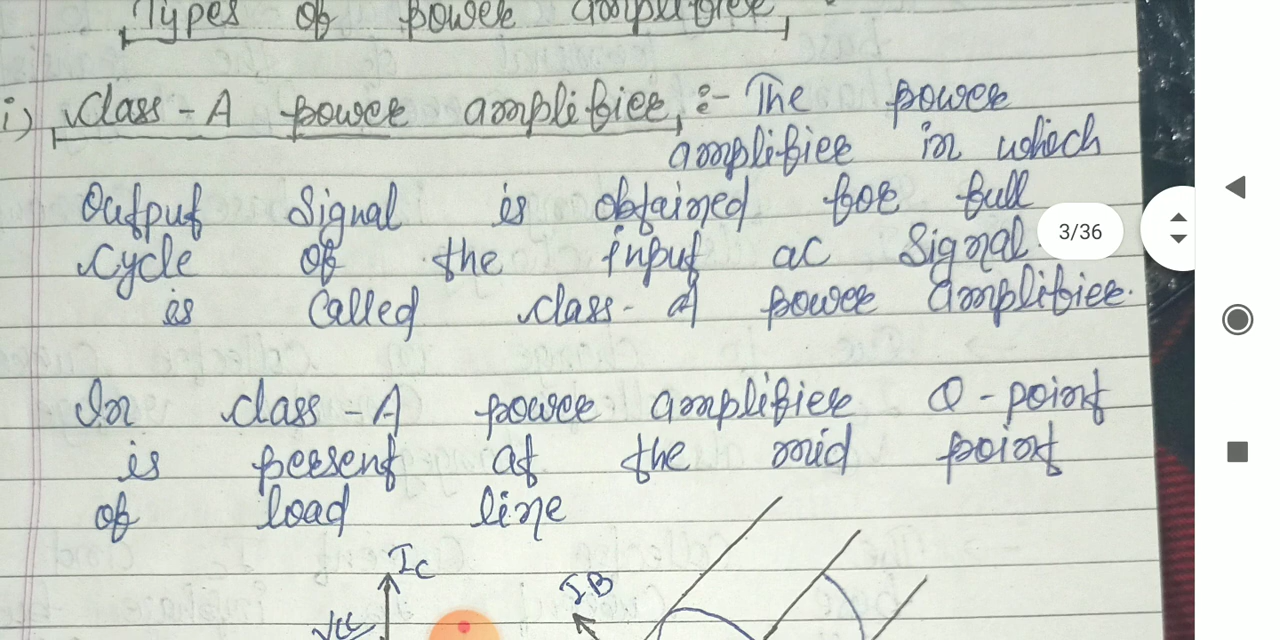 Types of power amplifier
i) Class - A power amplifier :- The power
amplifier in which
Output Signal is obtained for full
Cycle of the input ac Signal
is Called class - A power amplifier.
In class - A power amplifier Q - point
is persent at the mid point
of load line
IC
IB
VCC
3/36